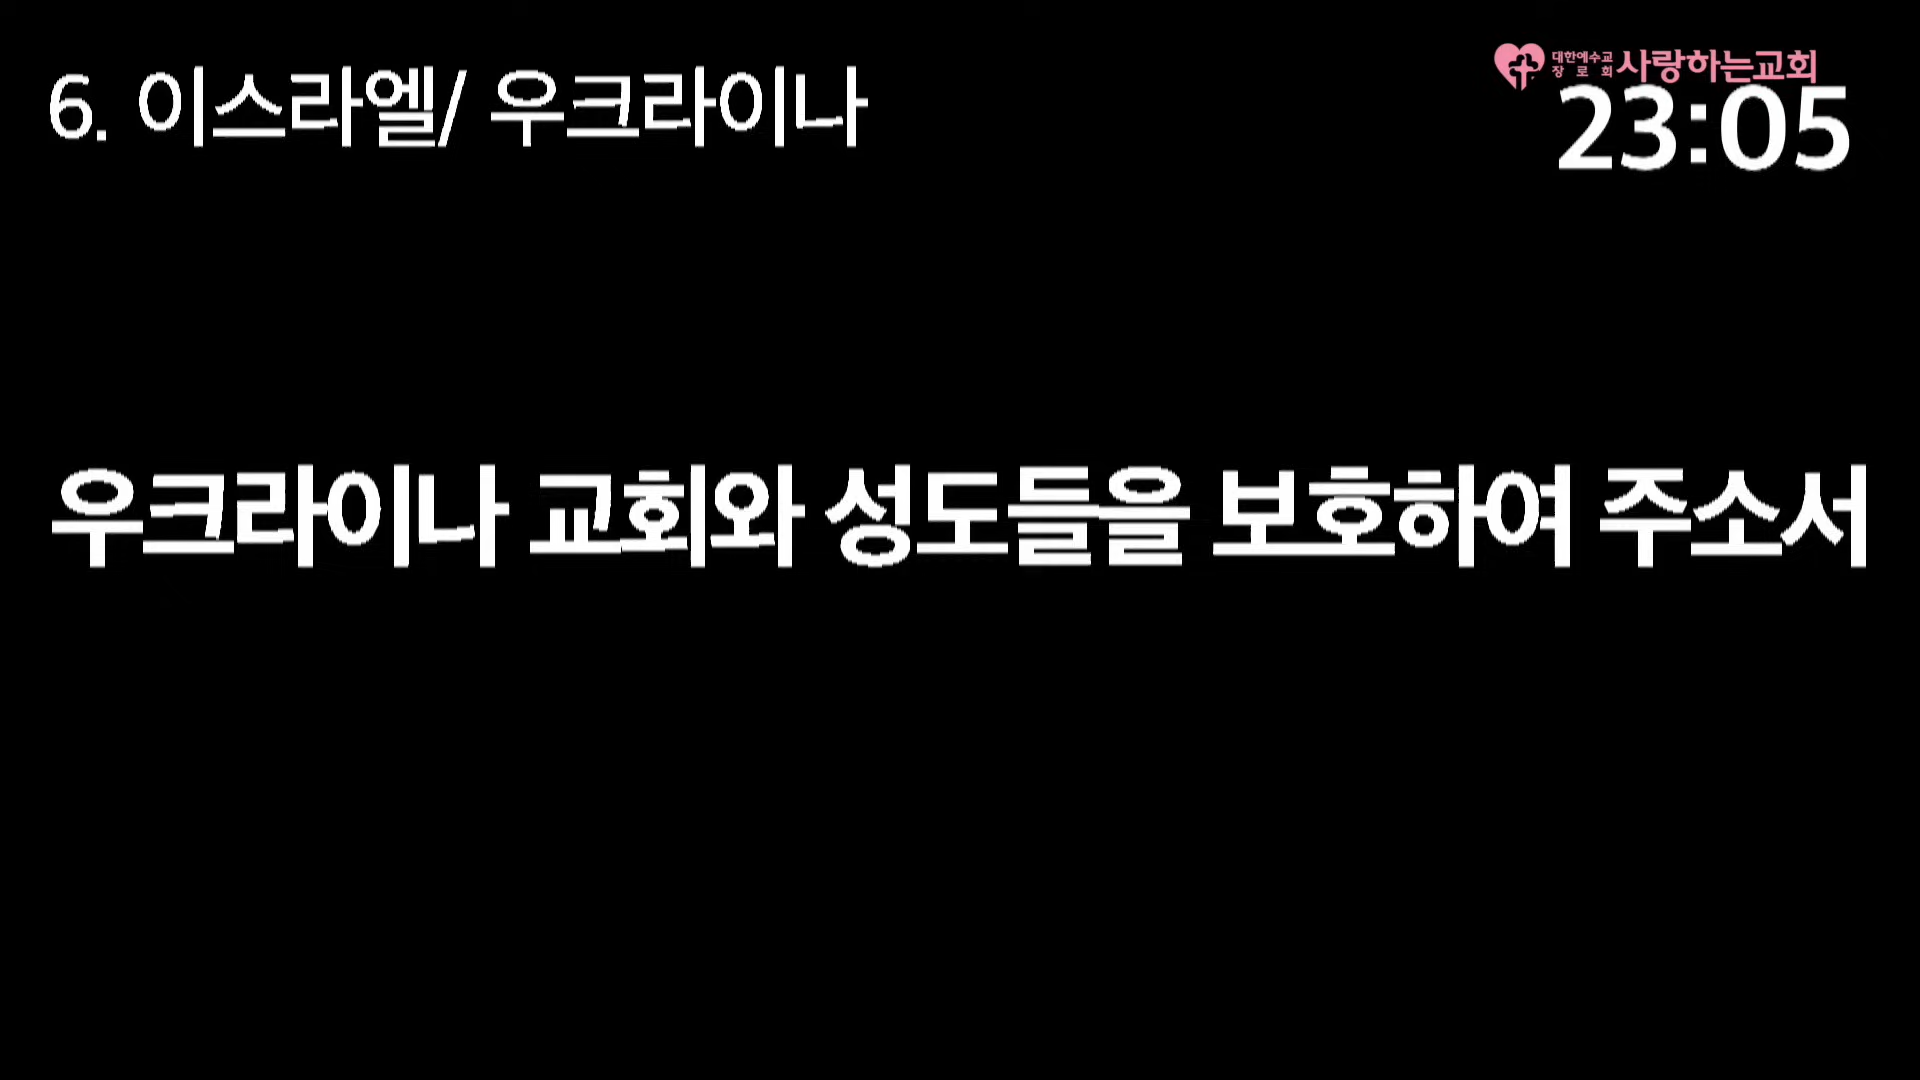 6. 이스라엘/ 우크라이나
대한예수교
장로회
사랑하는교회
23:05
우크라이나 교회와 성도들을 보호하여 주소서